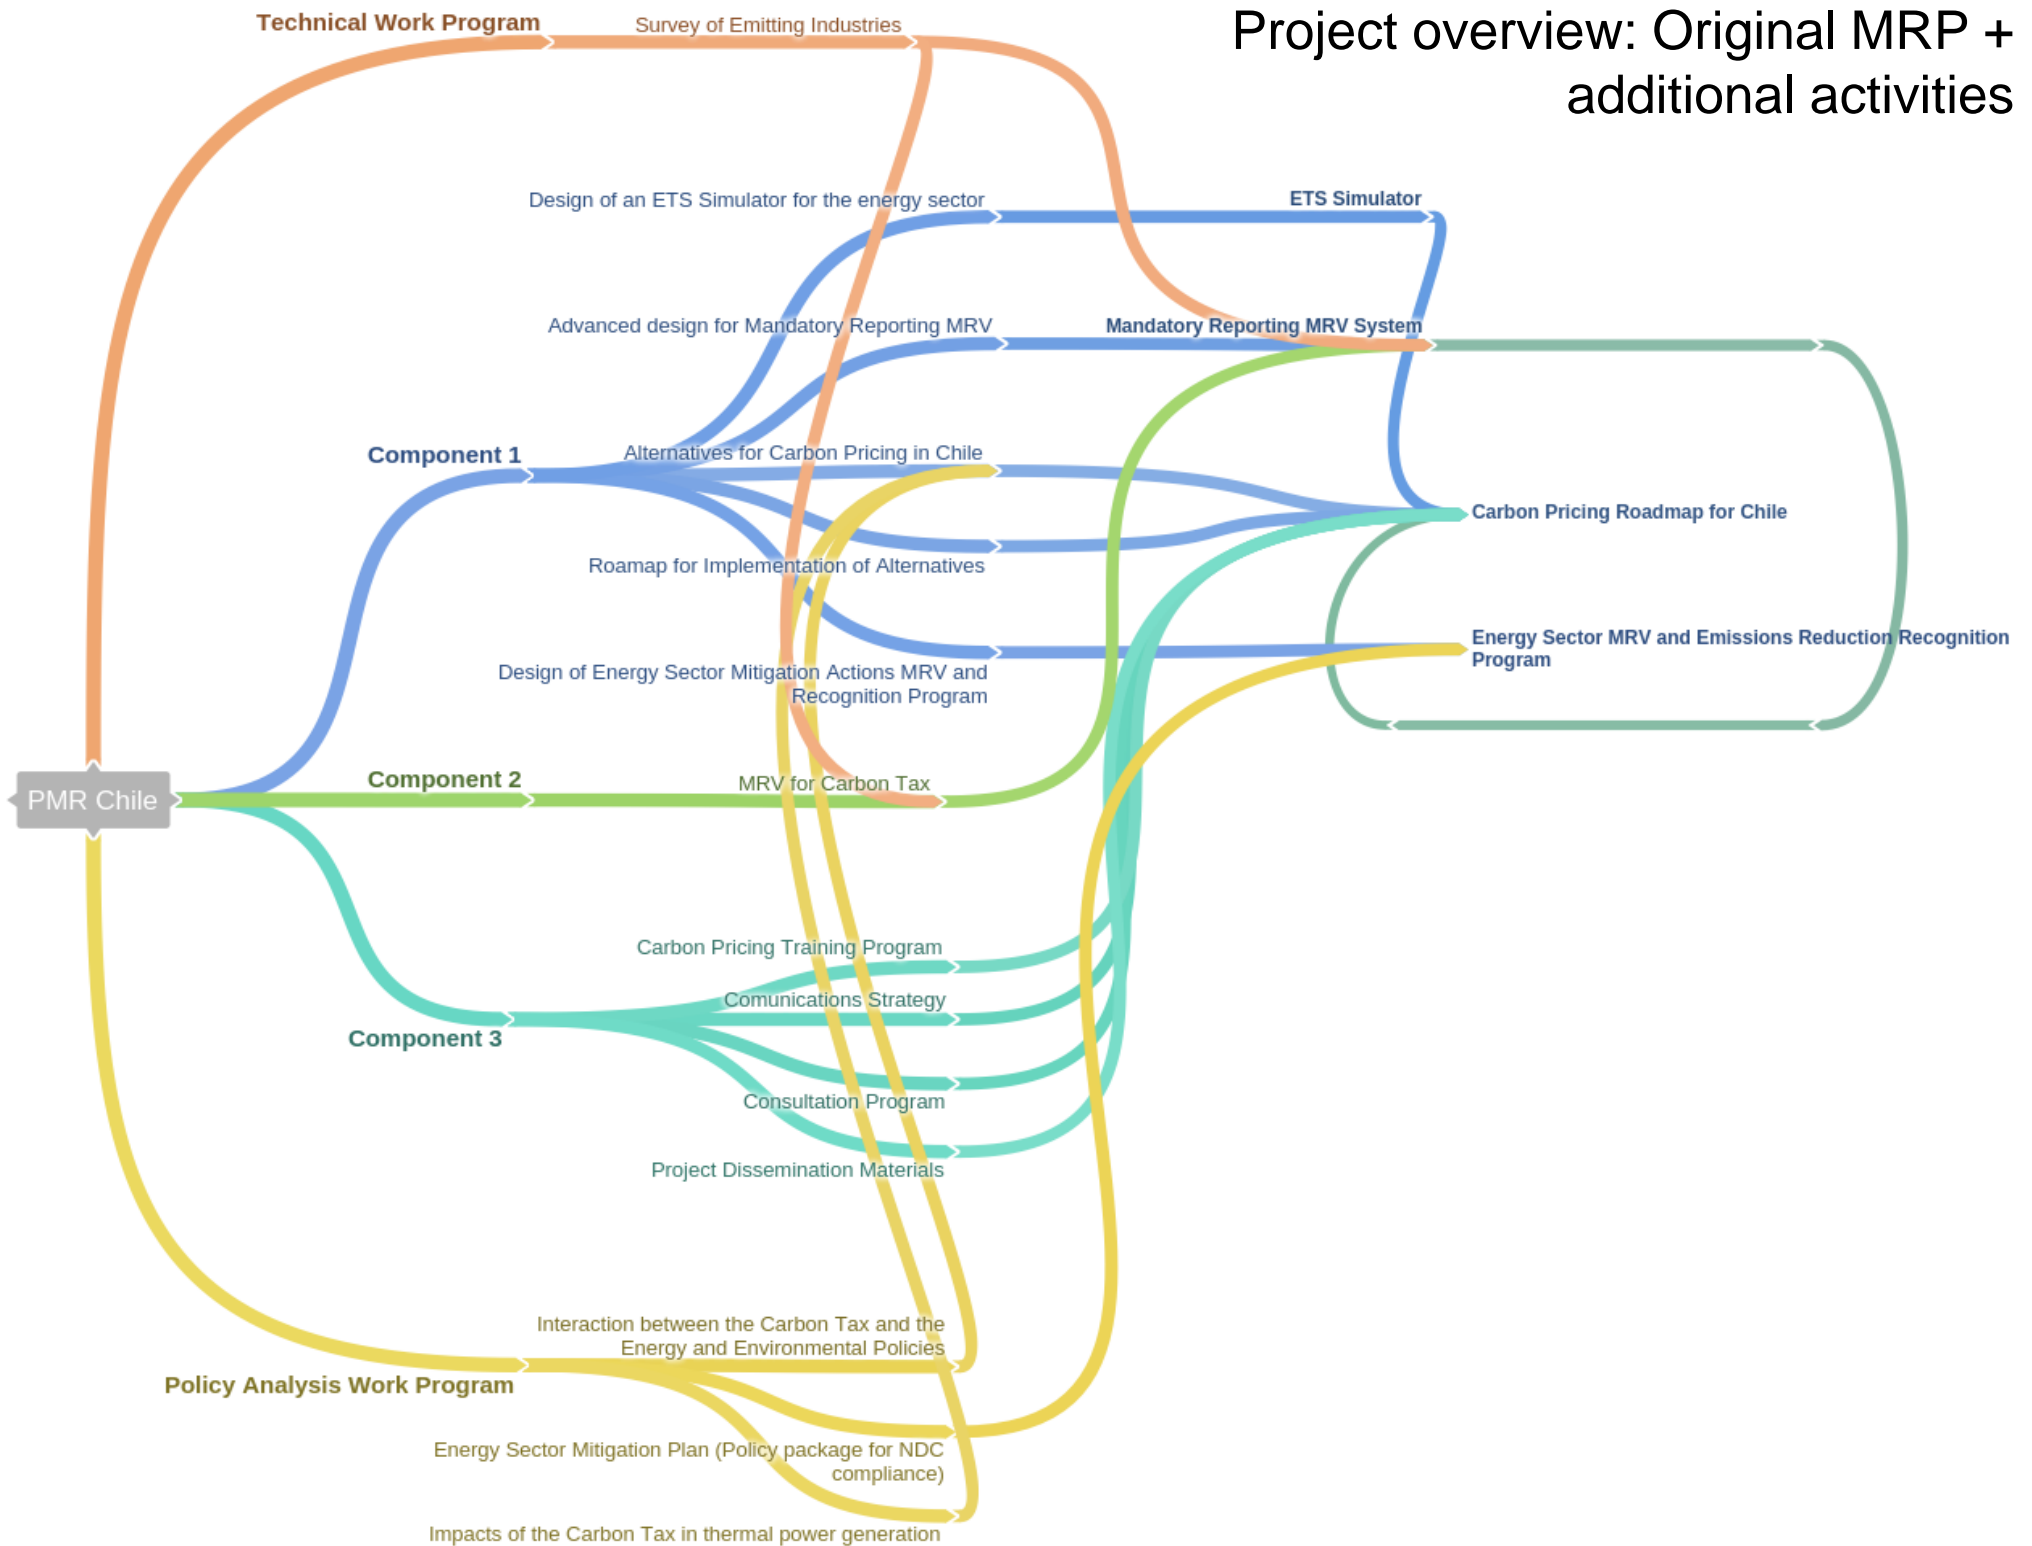 Project overview: Original MRP +
additional activities
Technical Work Program
Survey of Emitting Industries
Design of an ETS Simulator for the energy sector
ETS Simulator
Advanced design for Mandatory Reporting MRV
Mandatory Reporting MRV System
Component 1
Alternatives for Carbon Pricing in Chile
Carbon Pricing Roadmap for Chile
Roamap for Implementation of Alternatives
Energy Sector MRV and Emissions Reduction Recognition
Program
Design of Energy Sector Mitigation Actions MRV and
Recognition Program
Component 2
MRV for Carbon Tax
PMR Chile
Carbon Pricing Training Program
Comunications Strategy
Component 3
Consultation Program
Project Dissemination Materials
Interaction between the Carbon Tax and the
Energy and Environmental Policies
Policy Analysis Work Program
Energy Sector Mitigation Plan (Policy package for NDC
compliance)
Impacts of the Carbon Tax in thermal power generation